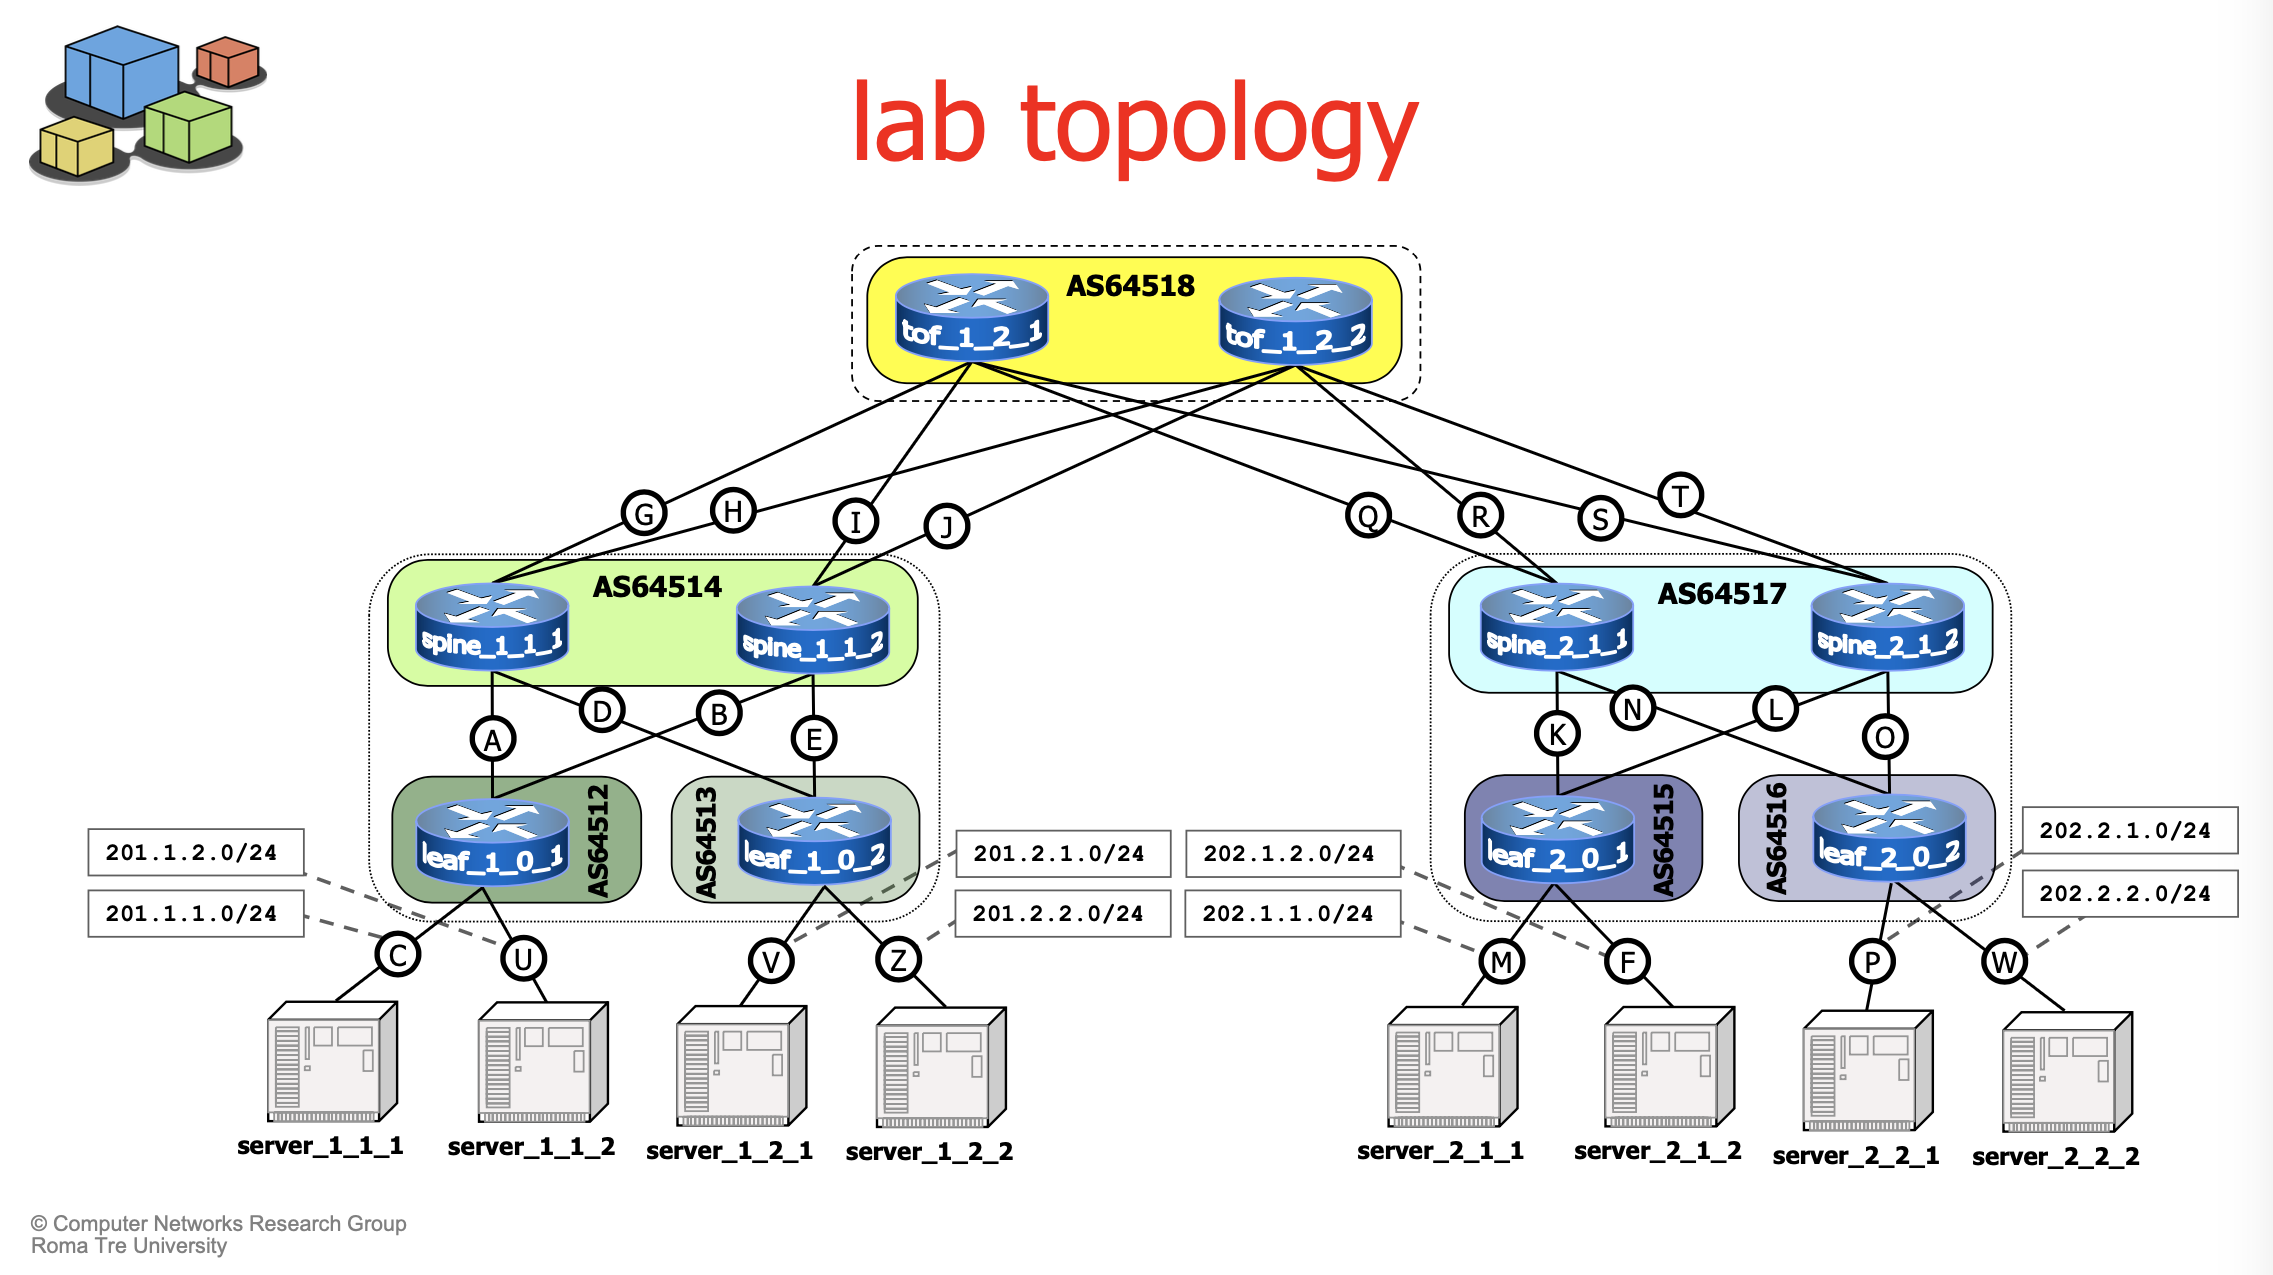 lab topology
AS64518
tof_1_2_1
tof_1_2_2
G
H
I
J
Q
R
S
T
AS64514
spine_1_1_1
spine_1_1_2
AS64517
spine_2_1_1
spine_2_1_2
A
D
B
E
K
N
L
O
AS64512
leaf_1_0_1
AS64513
leaf_1_0_2
AS64515
leaf_2_0_1
AS64516
leaf_2_0_2
201.1.2.0/24
201.1.1.0/24
201.2.1.0/24
201.2.2.0/24
202.1.2.0/24
202.1.1.0/24
202.2.1.0/24
202.2.2.0/24
C
U
V
Z
M
F
P
W
server_1_1_1
server_1_1_2
server_1_2_1
server_1_2_2
server_2_1_1
server_2_1_2
server_2_2_1
server_2_2_2
© Computer Networks Research Group
Roma Tre University